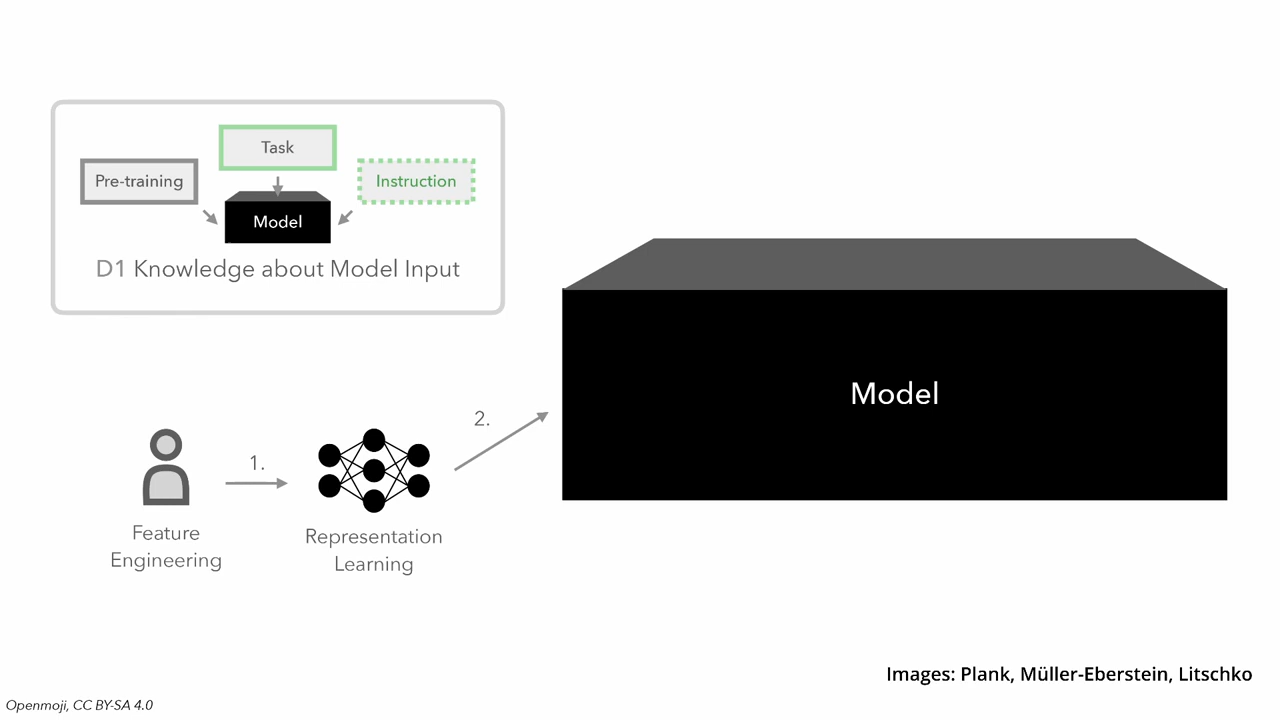 Task
Pre-training
Instruction
Model
D1 Knowledge about Model Input
Model
1.
2.
Feature
Engineering
Representation
Learning
Images: Plank, Müller-Eberstein, Litschko
Openmoji, CC BY-SA 4.0